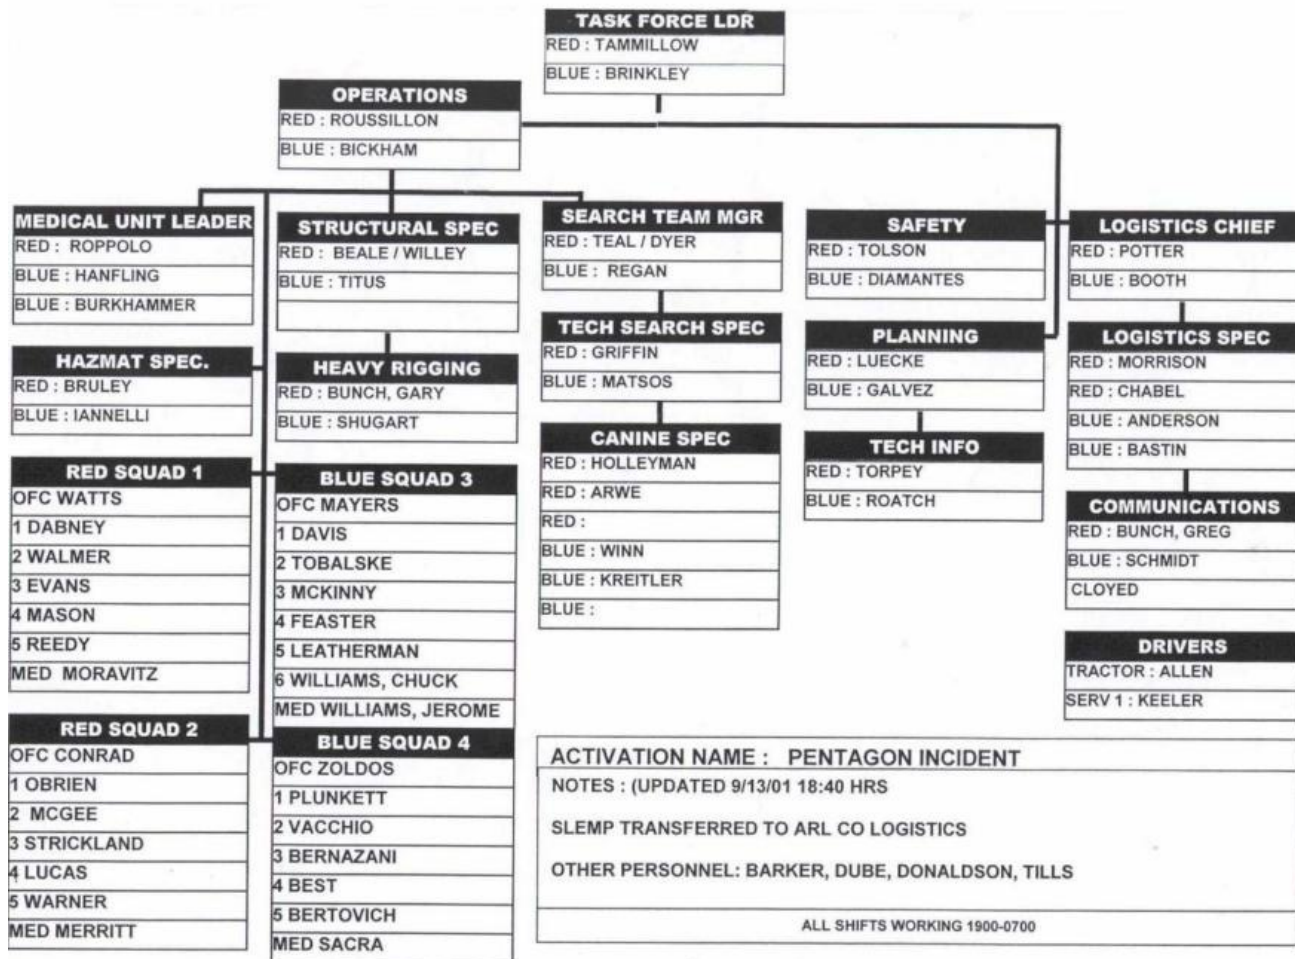 TASK FORCE LDR
RED : TAMMILLOW
BLUE : BRINKLEY
OPERATIONS
RED : ROUSSILLON
BLUE : BICKHAM
MEDICAL UNIT LEADER
RED : ROPPOLO
BLUE : HANFLING
BLUE : BURKHAMMER
STRUCTURAL SPEC
RED : BEALE / WILLEY
BLUE : TITUS
SEARCH TEAM MGR
RED : TEAL / DYER
BLUE : REGAN
SAFETY
RED : TOLSON
BLUE : DIAMANTES
LOGISTICS CHIEF
RED : POTTER
BLUE : BOOTH
HAZMAT SPEC.
RED : BRULEY
BLUE : IANNELLI
HEAVY RIGGING
RED : BUNCH, GARY
BLUE : SHUGART
TECH SEARCH SPEC
RED : GRIFFIN
BLUE : MATSOS
PLANNING
RED : LUECKE
BLUE : GALVEZ
LOGISTICS SPEC
RED : MORRISON
RED : CHABEL
BLUE : ANDERSON
BLUE : BASTIN
CANINE SPEC
RED : HOLLEYMAN
RED : ARWE
RED :
BLUE : WINN
BLUE : KREITLER
BLUE :
TECH INFO
RED : TORPEY
BLUE : ROATCH
COMMUNICATIONS
RED : BUNCH, GREG
BLUE : SCHMIDT
CLOYED
RED SQUAD 1
OFC WATTS
1 DABNEY
2 WALMER
3 EVANS
4 MASON
5 REEDY
MED MORAVITZ
BLUE SQUAD 3
OFC MAYERS
1 DAVIS
2 TOBALSKE
3 MCKINNY
4 FEASTER
5 LEATHERMAN
6 WILLIAMS, CHUCK
MED WILLIAMS, JEROME
DRIVERS
TRACTOR : ALLEN
SERV 1 : KEELER
RED SQUAD 2
OFC CONRAD
1 OBRIEN
2 MCGEE
3 STRICKLAND
4 LUCAS
5 WARNER
MED MERRITT
BLUE SQUAD 4
OFC ZOLDOS
1 PLUNKETT
2 VACCHIO
3 BERNAZANI
4 BEST
5 BERTOVICH
MED SACRA
ACTIVATION NAME : PENTAGON INCIDENT
NOTES : (UPDATED 9/13/01 18:40 HRS
SLEMP TRANSFERRED TO ARL CO LOGISTICS
OTHER PERSONNEL: BARKER, DUBE, DONALDSON, TILLS
ALL SHIFTS WORKING 1900-0700